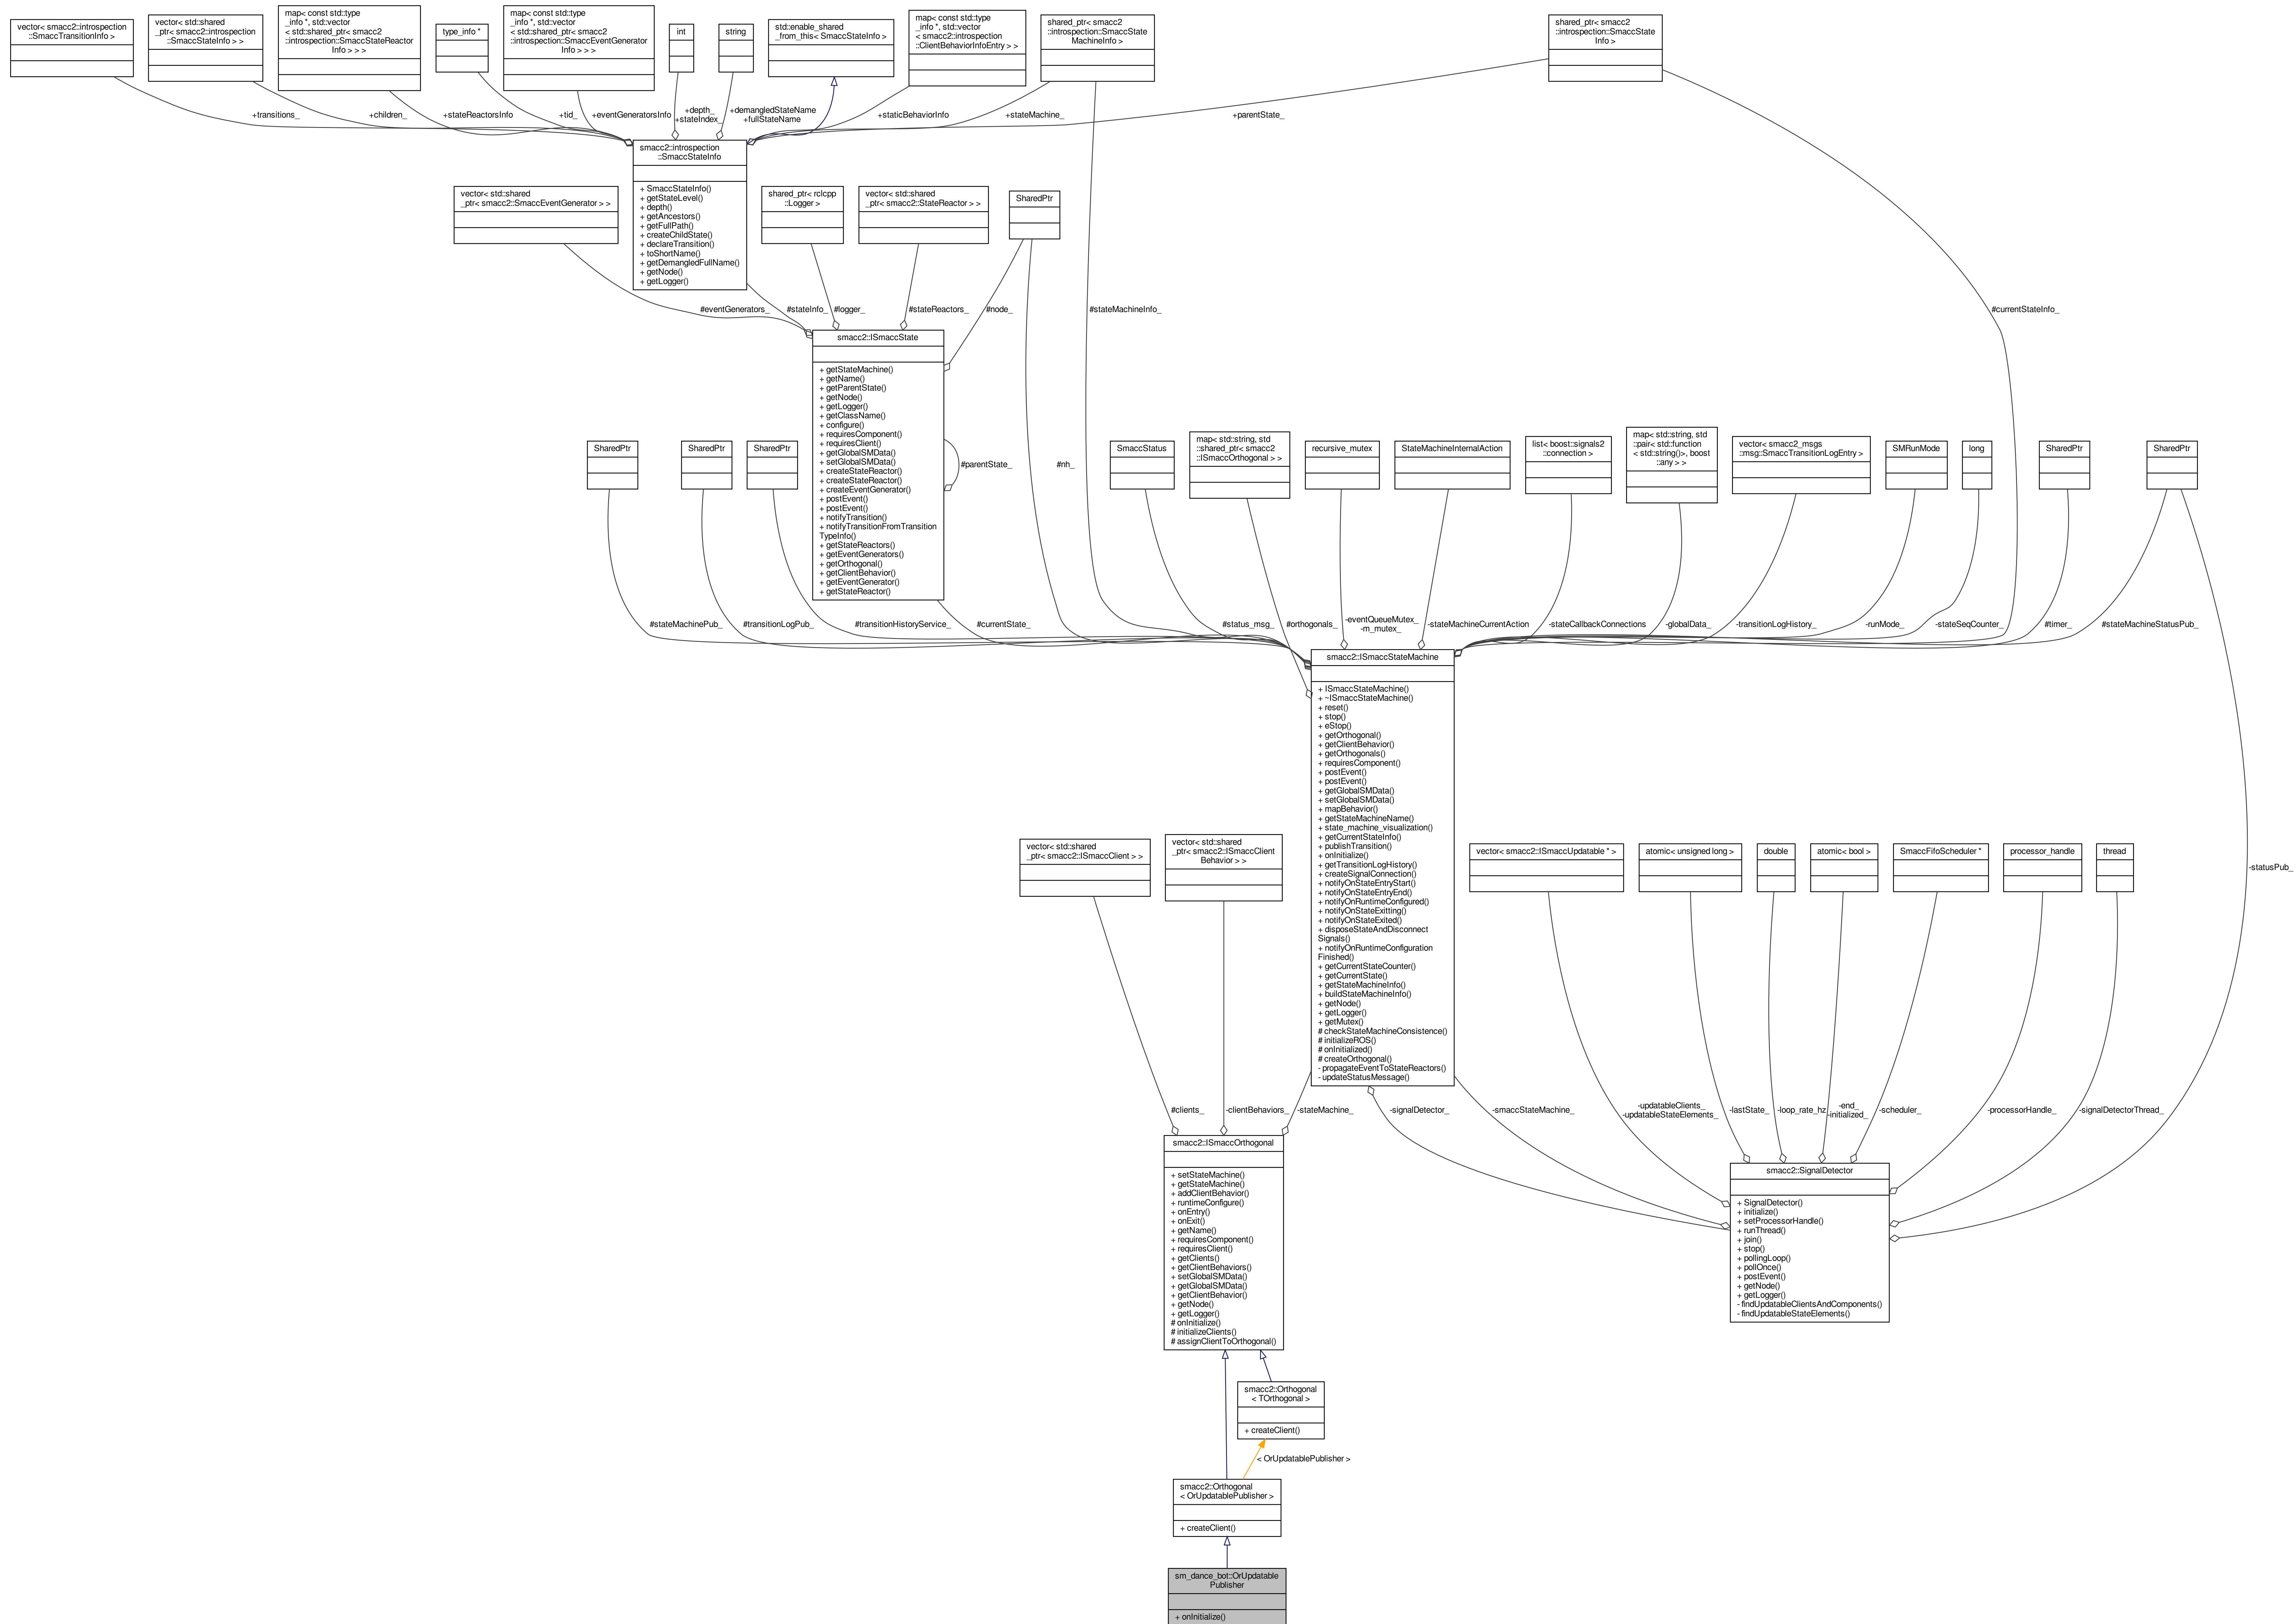 vector< smacc2::introspection
::SmaccTransitionInfo >
vector< std::shared
_ptr< smacc2::introspection
::SmaccStateInfo > >
map< const std::type
_info *, std::vector
< std::shared_ptr< smacc2
::introspection::SmaccStateReactor
Info > > >
type_info *
map< const std::type
_info *, std::vector
< std::shared_ptr< smacc2
::introspection::SmaccEventGenerator
Info > > >
int
string
std::enable_shared
_from_this< SmaccStateInfo >
map< const std::type
_info *, std::vector
< smacc2::introspection
::ClientBehaviorInfoEntry > >
shared_ptr< smacc2
::introspection::SmaccState
MachineInfo >
shared_ptr< smacc2
::introspection::SmaccState
Info >
+transitions_
+children_
+stateReactorsInfo
+tid_
+eventGeneratorsInfo
+depth_
+stateIndex_
+demangledStateName
+fullStateName
+staticBehaviorInfo
+stateMachine_
+parentState_
smacc2::introspection
::SmaccStateInfo
+ SmaccStateInfo()
+ getStateLevel()
+ depth()
+ getAncestors()
+ getFullPath()
+ createChildState()
+ declareTransition()
+ toShortName()
+ getDemangledFullName()
+ getNode()
+ getLogger()
vector< std::shared
_ptr< smacc2::SmaccEventGenerator > >
shared_ptr< rclcpp
::Logger >
vector< std::shared
_ptr< smacc2::StateReactor > >
SharedPtr
#eventGenerators_
#stateInfo_
#logger_
#stateReactors_
#node_
#stateMachineInfo_
#currentStateInfo_
smacc2::ISmaccState
+ getStateMachine()
+ getName()
+ getParentState()
+ getNode()
+ getLogger()
+ getClassName()
+ configure()
+ requiresComponent()
+ requiresClient()
+ getGlobalSMData()
+ setGlobalSMData()
+ createStateReactor()
+ createStateReactor()
+ createEventGenerator()
+ postEvent()
+ postEvent()
+ notifyTransition()
+ notifyTransitionFromTransition
TypeInfo()
+ getStateReactors()
+ getEventGenerators()
+ getOrthogonal()
+ getClientBehavior()
+ getEventGenerator()
+ getStateReactor()
#parentState_
#nh_
SharedPtr
SharedPtr
SharedPtr
SmaccStatus
map< std::string, std
::shared_ptr< smacc2
::ISmaccOrthogonal > >
recursive_mutex
StateMachineInternalAction
list< boost::signals2
::connection >
map< std::string, std
::pair< std::function
< std::string()>, boost
::any > >
vector< smacc2_msgs
::msg::SmaccTransitionLogEntry >
SMRunMode
long
SharedPtr
SharedPtr
#stateMachinePub_
#transitionLogPub_
#transitionHistoryService_
#currentState_
#status_msg_
#orthogonals_
-eventQueueMutex_
-m_mutex_
-stateMachineCurrentAction
-stateCallbackConnections
-globalData_
-transitionLogHistory_
-runMode_
-stateSeqCounter_
#timer_
#stateMachineStatusPub_
smacc2::ISmaccStateMachine
+ ISmaccStateMachine()
+ ~ISmaccStateMachine()
+ reset()
+ stop()
+ eStop()
+ getOrthogonal()
+ getClientBehavior()
+ getOrthogonals()
+ requiresComponent()
+ postEvent()
+ postEvent()
+ getGlobalSMData()
+ setGlobalSMData()
+ mapBehavior()
+ getStateMachineName()
+ state_machine_visualization()
+ getCurrentStateInfo()
+ publishTransition()
+ onInitialize()
+ getTransitionLogHistory()
+ createSignalConnection()
+ notifyOnStateEntryStart()
+ notifyOnStateEntryEnd()
+ notifyOnRuntimeConfigured()
+ notifyOnStateExitting()
+ notifyOnStateExited()
+ disposeStateAndDisconnect
Signals()
+ notifyOnRuntimeConfiguration
Finished()
+ getCurrentStateCounter()
+ getCurrentState()
+ getStateMachineInfo()
+ buildStateMachineInfo()
+ getNode()
+ getLogger()
+ getMutex()
# checkStateMachineConsistence()
# initializeROS()
# onInitialized()
# createOrthogonal()
- propagateEventToStateReactors()
- updateStatusMessage()
vector< std::shared
_ptr< smacc2::ISmaccClient > >
vector< std::shared
_ptr< smacc2::ISmaccClient
Behavior > >
vector< smacc2::ISmaccUpdatable * >
atomic< unsigned long >
double
atomic< bool >
SmaccFifoScheduler *
processor_handle
thread
-statusPub_
#clients_
-clientBehaviors_
-stateMachine_
-signalDetector_
-smaccStateMachine_
-updatableClients_
-updatableStateElements_
-lastState_
-loop_rate_hz
-end_
-initialized_
-scheduler_
-processorHandle_
-signalDetectorThread_
smacc2::ISmaccOrthogonal
+ setStateMachine()
+ getStateMachine()
+ addClientBehavior()
+ runtimeConfigure()
+ onEntry()
+ onExit()
+ getName()
+ requiresComponent()
+ requiresClient()
+ getClients()
+ getClientBehaviors()
+ setGlobalSMData()
+ getGlobalSMData()
+ getClientBehavior()
+ getNode()
+ getLogger()
# onInitialize()
# initializeClients()
# assignClientToOrthogonal()
smacc2::SignalDetector
+ SignalDetector()
+ initialize()
+ setProcessorHandle()
+ runThread()
+ join()
+ stop()
+ pollingLoop()
+ pollOnce()
+ postEvent()
+ getNode()
+ getLogger()
- findUpdatableClientsAndComponents()
- findUpdatableStateElements()
smacc2::Orthogonal
< TOrthogonal >
+ createClient()
< OrUpdatablePublisher >
smacc2::Orthogonal
< OrUpdatablePublisher >
+ createClient()
sm_dance_bot::OrUpdatable
Publisher
+ onInitialize()